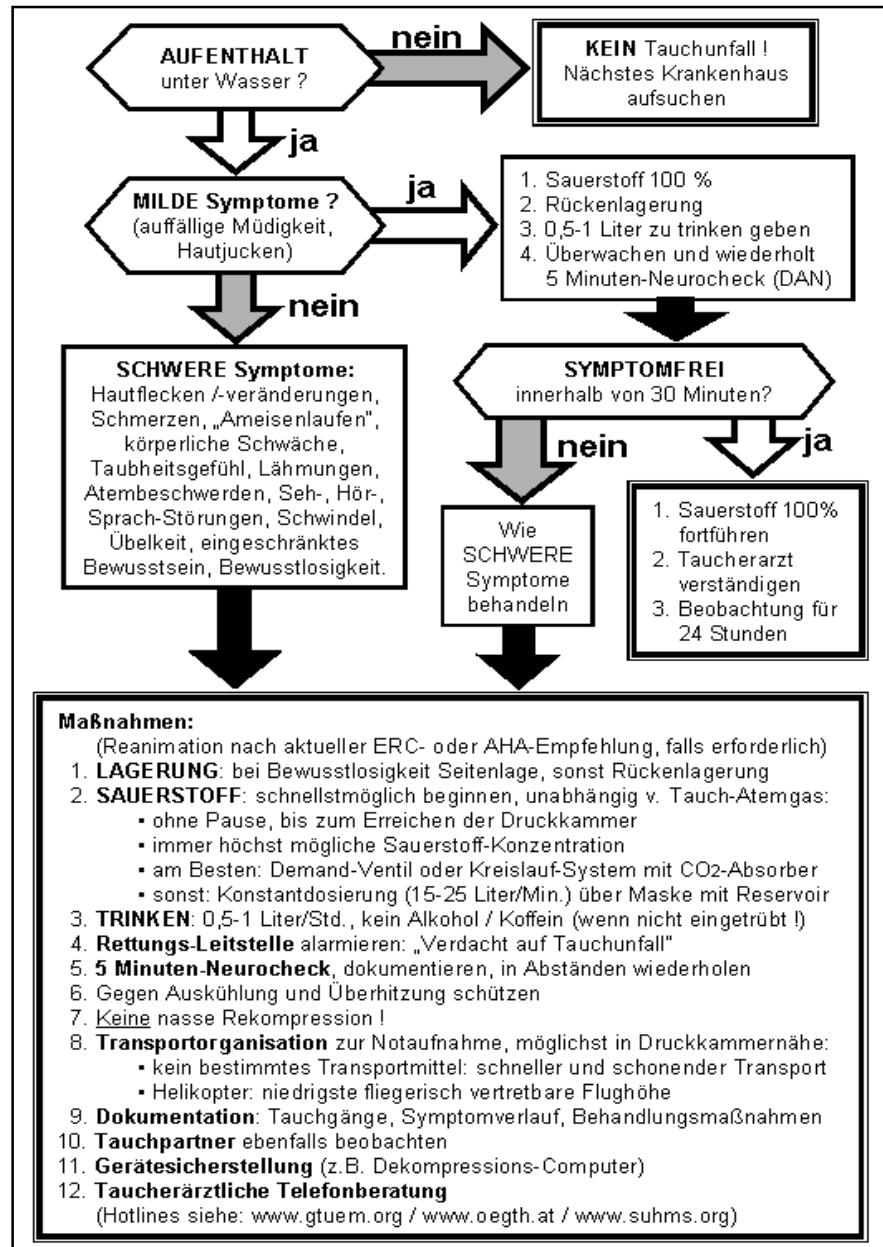 AUFENTHALT
unter Wasser ?
nein
KEIN Tauchunfall !
Nächstes Krankenhaus
aufsuchen
ja
MILDE Symptome ?
(auffällige Müdigkeit,
Hautjucken)
ja
1. Sauerstoff 100 %
2. Rückenlagerung
3. 0,5-1 Liter zu trinken geben
4. Überwachen und wiederholt
5 Minuten-Neurocheck (DAN)
nein
SCHWERE Symptome:
Hautflecken /-veränderungen,
Schmerzen, „Ameisenlaufen",
körperliche Schwäche,
Taubheitsgefühl, Lähmungen,
Atembeschwerden, Seh-, Hör-,
Sprach-Störungen, Schwindel,
Übelkeit, eingeschränktes
Bewusstsein, Bewusstlosigkeit.
SYMPTOMFREI
innerhalb von 30 Minuten?
nein
ja
Wie
SCHWERE
Symptome
behandeln
1. Sauerstoff 100%
fortführen
2. Taucherarzt
verständigen
3. Beobachtung für
24 Stunden
Maßnahmen:
(Reanimation nach aktueller ERC- oder AHA-Empfehlung, falls erforderlich)
1. LAGERUNG: bei Bewusstlosigkeit Seitenlage, sonst Rückenlagerung
2. SAUERSTOFF: schnellstmöglich beginnen, unabhängig v. Tauch-Atemgas:
▪ ohne Pause, bis zum Erreichen der Druckkammer
▪ immer höchst mögliche Sauerstoff-Konzentration
▪ am Besten: Demand-Ventil oder Kreislauf-System mit CO2-Absorber
▪ sonst: Konstantdosierung (15-25 Liter/Min.) über Maske mit Reservoir
3. TRINKEN: 0,5-1 Liter/Std., kein Alkohol / Koffein (wenn nicht eingetrübt !)
4. Rettungs-Leitstelle alarmieren: „Verdacht auf Tauchunfall"
5. 5 Minuten-Neurocheck, dokumentieren, in Abständen wiederholen
6. Gegen Auskühlung und Überhitzung schützen
7. Keine nasse Rekompression !
8. Transportorganisation zur Notaufnahme, möglichst in Druckkammernähe:
▪ kein bestimmtes Transportmittel: schneller und schonender Transport
▪ Helikopter: niedrigste fliegerisch vertretbare Flughöhe
9. Dokumentation: Tauchgänge, Symptomverlauf, Behandlungsmaßnahmen
10. Tauchpartner ebenfalls beobachten
11. Gerätesicherstellung (z.B. Dekompressions-Computer)
12. Taucherärztliche Telefonberatung
(Hotlines siehe: www.gtuem.org / www.oegth.at / www.suhms.org)